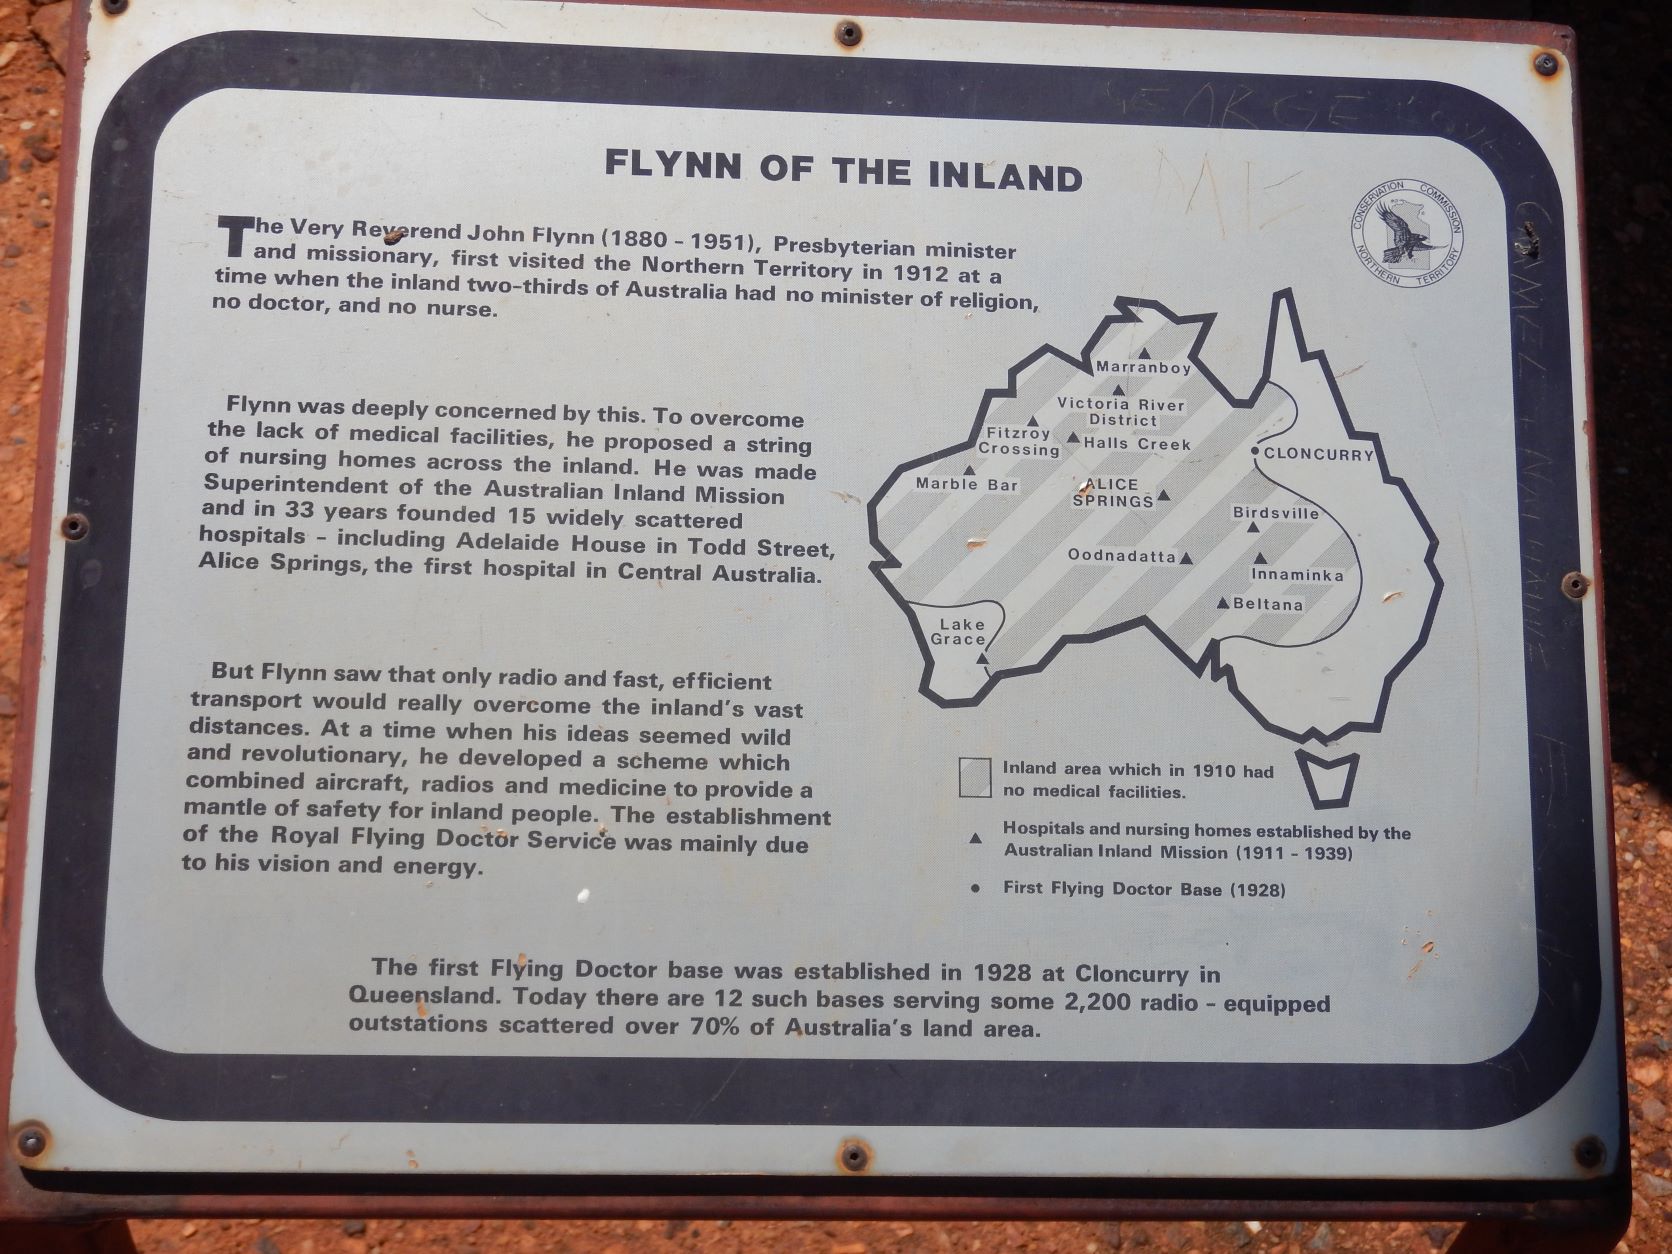 FLYNN OF THE INLAND
CONSERVATION COMMISSION
NORTHERN TERRITORY
The Very Reverend John Flynn (1880 - 1951), Presbyterian minister
and missionary, first visited the Northern Territory in 1912 at a
time when the inland two-thirds of Australia had no minister of religion,
no doctor, and no nurse.
Flynn was deeply concerned by this. To overcome
the lack of medical facilities, he proposed a string
of nursing homes across the inland. He was made
Superintendent of the Australian Inland Mission
and in 33 years founded 15 widely scattered
hospitals - including Adelaide House in Todd Street,
Alice Springs, the first hospital in Central Australia.
But Flynn saw that only radio and fast, efficient
transport would really overcome the inland's vast
distances. At a time when his ideas seemed wild
and revolutionary, he developed a scheme which
combined aircraft, radios and medicine to provide a
mantle of safety for inland people. The establishment
of the Royal Flying Doctor Service was mainly due
to his vision and energy.
Marranboy
Victoria River
District
Fitzroy
Crossing
Halls Creek
CLONCURRY
Marble Bar
ALICE
SPRINGS
Birdsville
Oodnadatta
Innaminka
Beltana
Lake
Grace
Inland area which in 1910 had
no medical facilities.
Hospitals and nursing homes established by the
Australian Inland Mission (1911 - 1939)
First Flying Doctor Base (1928)
The first Flying Doctor base was established in 1928 at Cloncurry in
Queensland. Today there are 12 such bases serving some 2,200 radio - equipped
outstations scattered over 70% of Australia's land area.